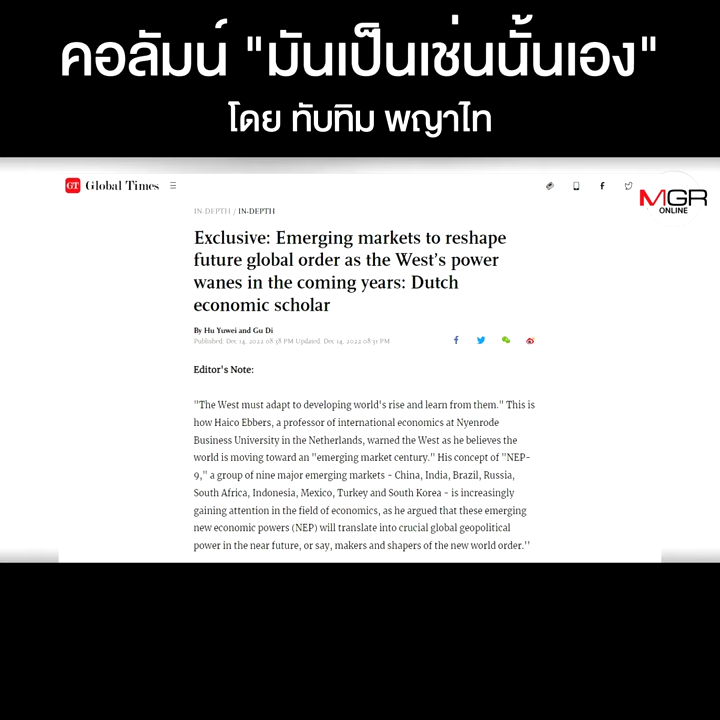 คอลัมน์ "มันเป็นเช่นนั้นเอง"
โดย ทับทิม พญาไท
GT Global Times
MGR
ONLINE
IN-DEPTH / IN-DEPTH
Exclusive: Emerging markets to reshape
future global order as the West's power
wanes in the coming years: Dutch
economic scholar
By Hu Yuwei and Gu Di
Published: Dec 14, 2022 08:38 PM Updated: Dec 14, 2022 08:31 PM
Editor's Note:
"The West must adapt to developing world's rise and learn from them." This is
how Haico Ebbers, a professor of international economics at Nyenrode
Business University in the Netherlands, warned the West as he believes the
world is moving toward an "emerging market century." His concept of "NEP-
9," a group of nine major emerging markets - China, India, Brazil, Russia,
South Africa, Indonesia, Mexico, Turkey and South Korea - is increasingly
gaining attention in the field of economics, as he argued that these emerging
new economic powers (NEP) will translate into crucial global geopolitical
power in the near future, or say, makers and shapers of the new world order.''